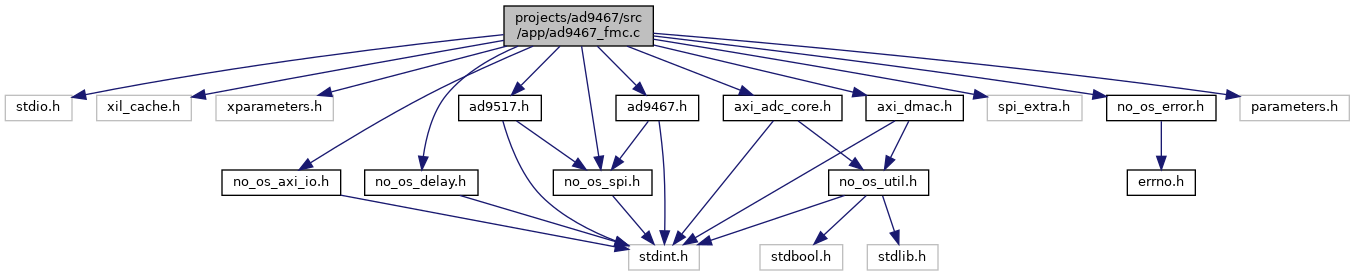 projects/ad9467/src
/app/ad9467_fmc.c
stdio.h
xil_cache.h
xparameters.h
ad9517.h
ad9467.h
axi_adc_core.h
axi_dmac.h
spi_extra.h
no_os_error.h
parameters.h
no_os_axi_io.h
no_os_delay.h
no_os_spi.h
no_os_util.h
errno.h
stdint.h
stdbool.h
stdlib.h